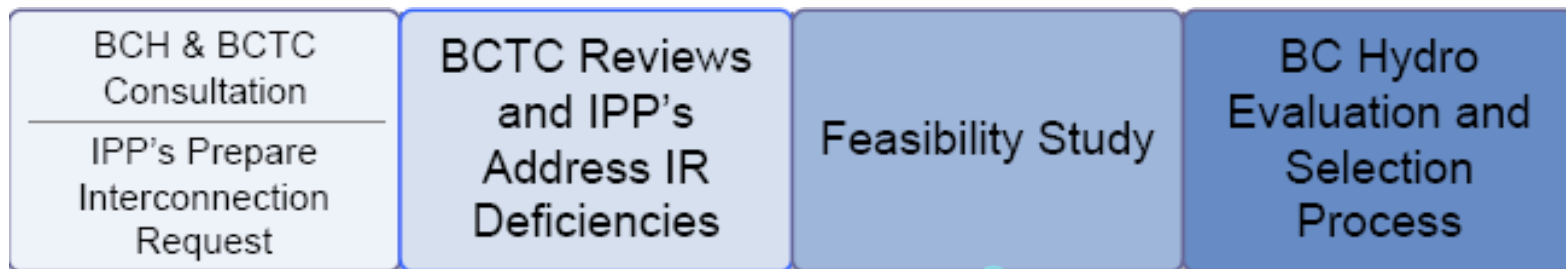 BCH & BCTC
Consultation
IPP's Prepare
Interconnection
Request
BCTC Reviews
and IPP's
Address IR
Deficiencies
Feasibility Study
BC Hydro
Evaluation and
Selection
Process